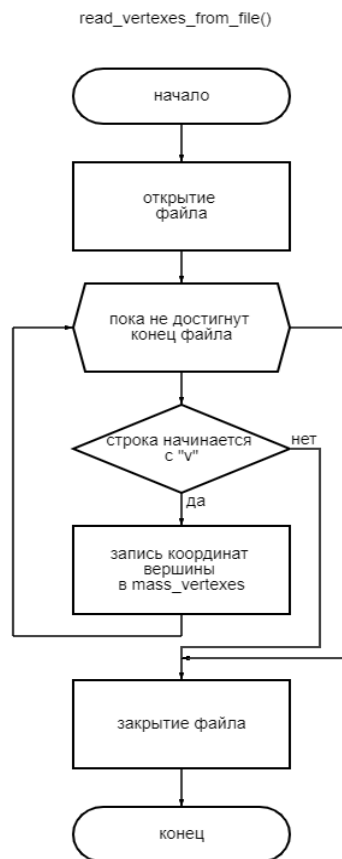 read_vertexes_from_file()
начало
открытие
файла
пока не достигнут
конец файла
строка начинается
с "v"
нет
да
запись координат
вершины
в mass_vertexes
закрытие файла
конец